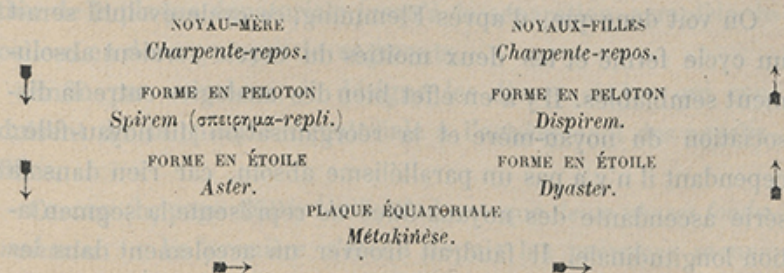 NOYAU-MÈRE
Charpente-repos.
FORME EN PELOTON
Spirem (σπειρημα-repli.)
FORME EN ÉTOILE
Aster.
NOYAUX-FILLES
Charpente-repos.
FORME EN PELOTON
Dispirem.
FORME EN ÉTOILE
Dyaster.
PLAQUE ÉQUATORIALE
Métakinèse.